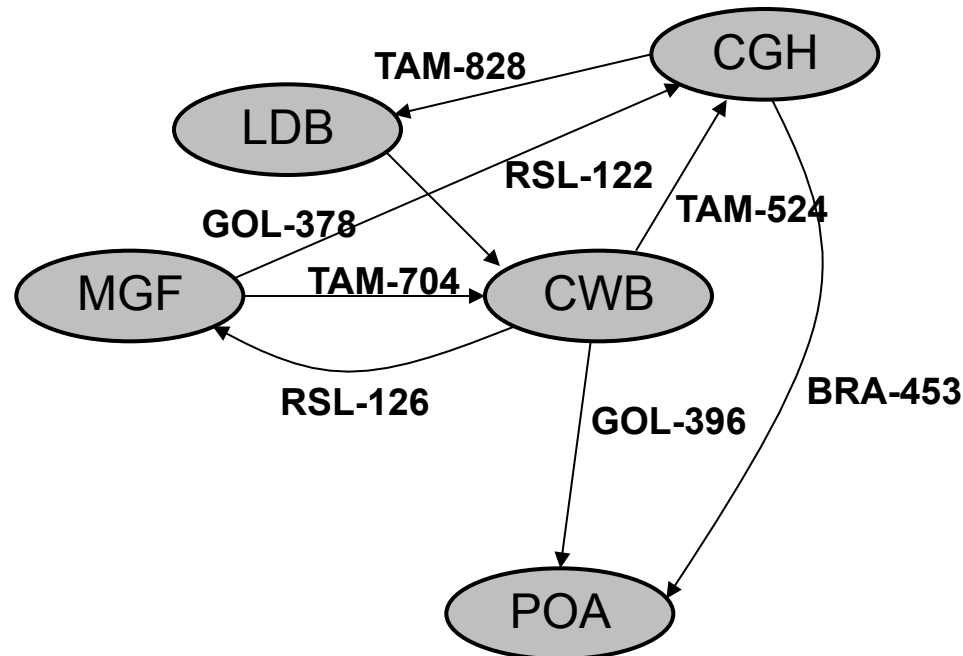 CGH
TAM-828
LDB
RSL-122
TAM-524
GOL-378
MGF
TAM-704
CWB
RSL-126
GOL-396
BRA-453
POA